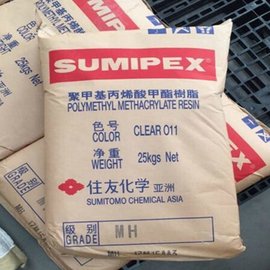 SUMIPEX
聚甲基丙烯酸甲酯樹脂
POLYMETHYL METHACRYLATE RESIN
色号
COLOR CLEAR 011
净重
WEIGHT 25kgs Net
住友化学 亚洲
SUMITOMO CHEMICAL ASIA
级别
GRADE MH